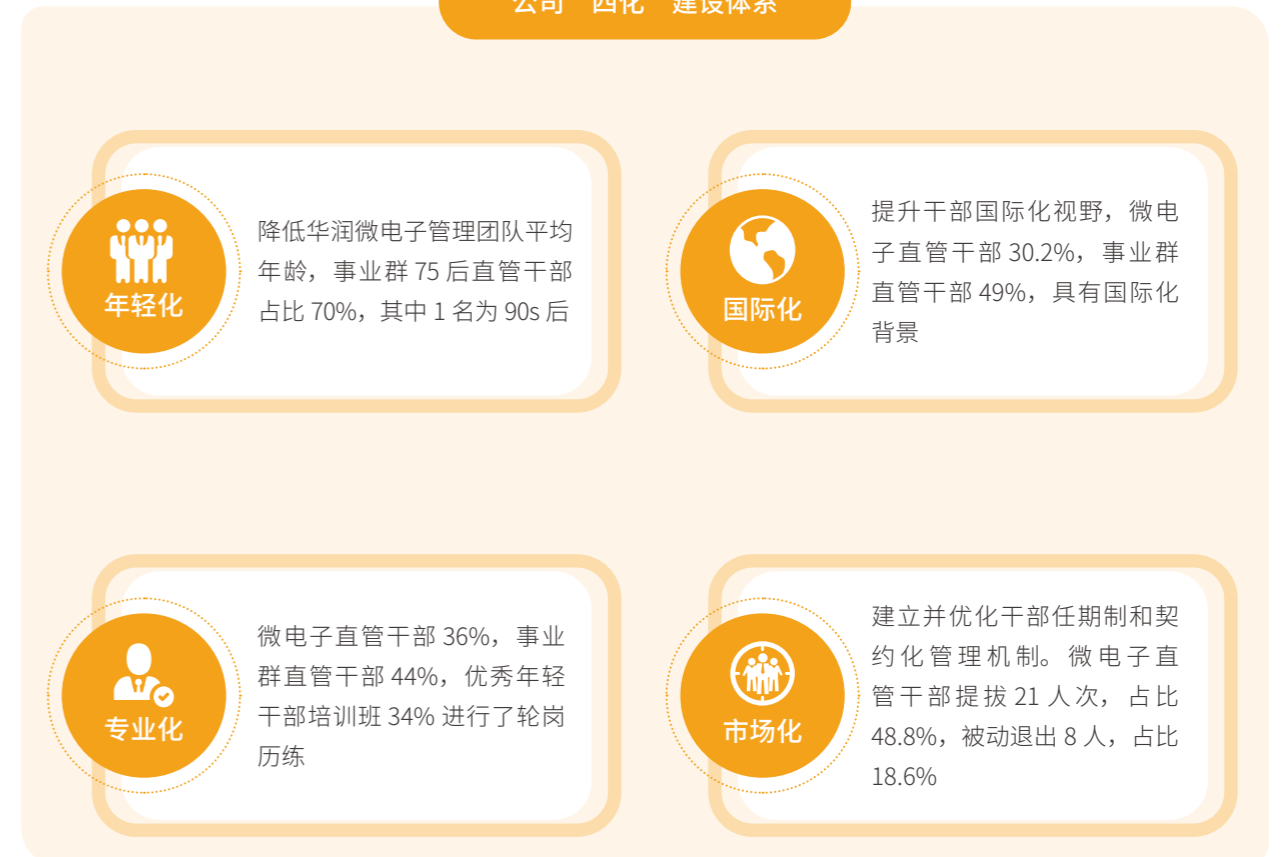 公司 四化 建设体系
年轻化
降低华润微电子管理团队平均
年龄，事业群 75 后直管干部
占比 70%，其中 1 名为 90s 后
国际化
提升干部国际化视野，微电
子直管干部 30.2%，事业群
直管干部 49%，具有国际化
背景
专业化
微电子直管干部 36%，事业
群直管干部 44%，优秀年轻
干部培训班 34% 进行了轮岗
历练
市场化
建立并优化干部任期制和契
约化管理机制。微电子直
管干部提拔 21 人次，占比
48.8%，被动退出 8 人，占比
18.6%